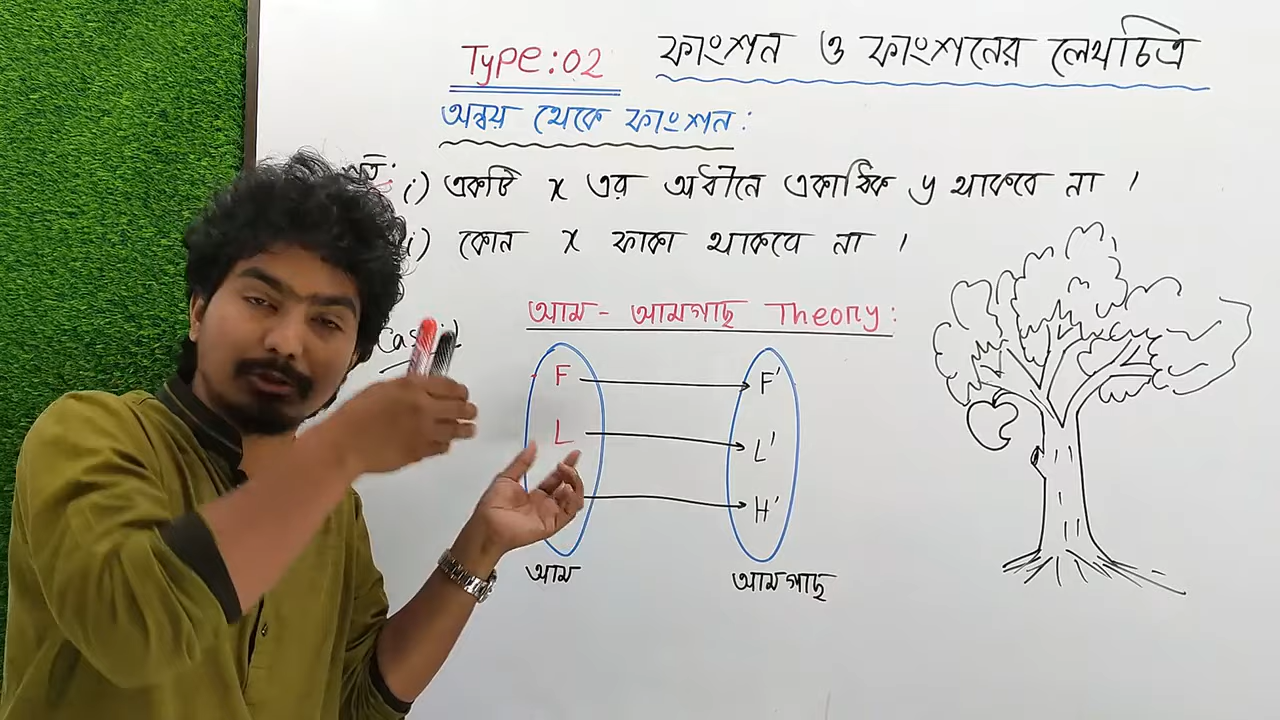 Type: 02 ফাংশন ও ফাংশনের লেখচিত্র
অন্বয় থেকে ফাংশন:
i) একটি x এর অধীনে একাধিক y থাকবে না ।
i) কোন x ফাকা থাকবে না ।
আম - আমগাছ Theory:
F F'
L L'
H'
আম আমগাছ